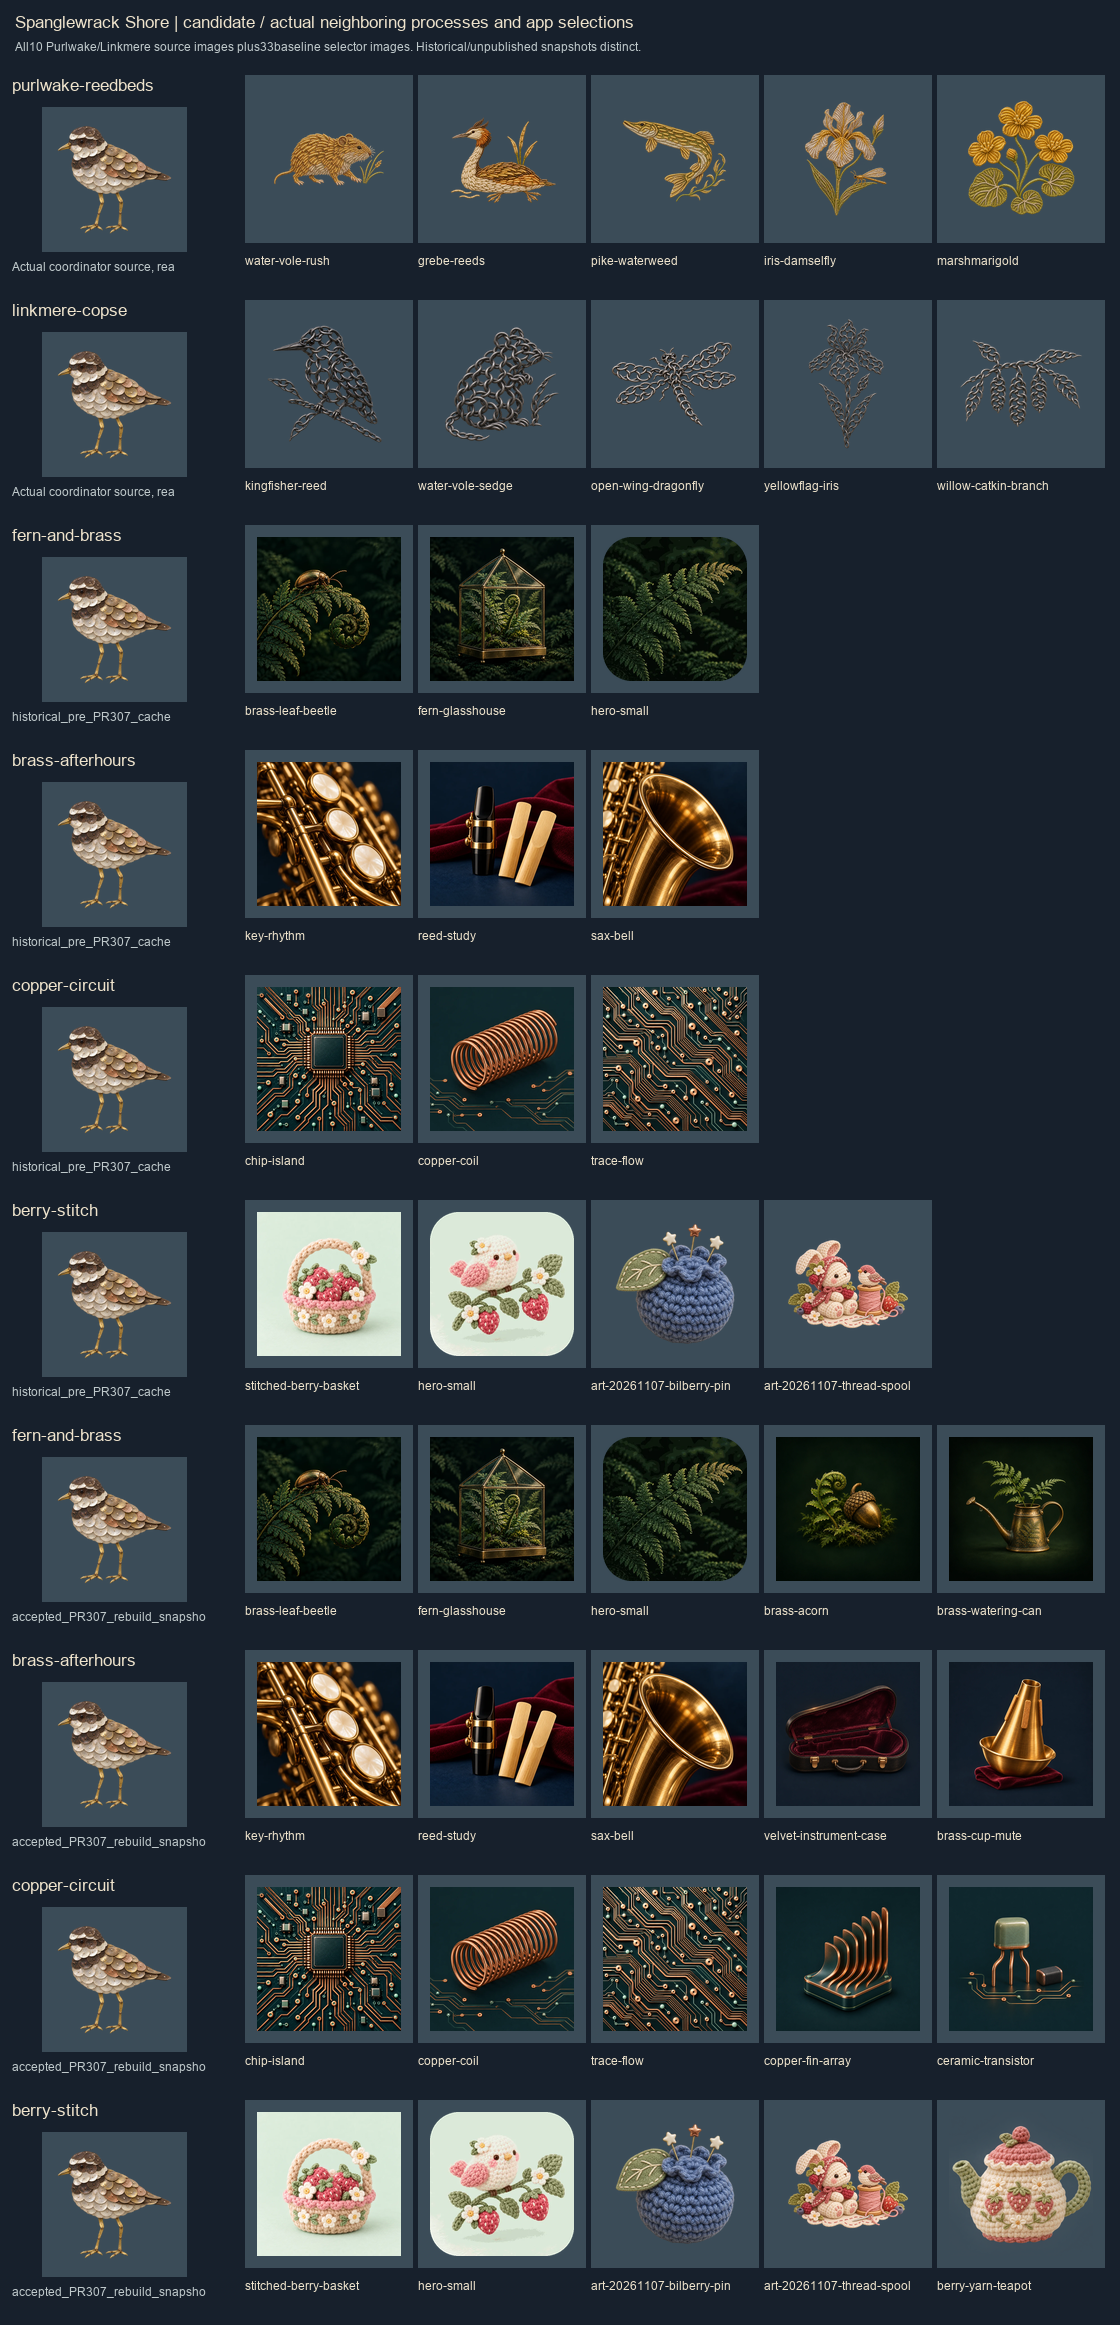 Spanglewrack Shore | candidate / actual neighboring processes and app selections
All10 Purlwake/Linkmere source images plus33baseline selector images. Historical/unpublished snapshots distinct.
purlwake-reedbeds
Actual coordinator source, rea
water-vole-rush
grebe-reeds
pike-waterweed
iris-damselfly
marshmarigold
linkmere-copse
Actual coordinator source, rea
kingfisher-reed
water-vole-sedge
open-wing-dragonfly
yellowflag-iris
willow-catkin-branch
fern-and-brass
historical_pre_PR307_cache
brass-leaf-beetle
fern-glasshouse
hero-small
brass-afterhours
historical_pre_PR307_cache
key-rhythm
reed-study
sax-bell
copper-circuit
historical_pre_PR307_cache
chip-island
copper-coil
trace-flow
berry-stitch
historical_pre_PR307_cache
stitched-berry-basket
hero-small
art-20261107-bilberry-pin
art-20261107-thread-spool
fern-and-brass
accepted_PR307_rebuild_snapsho
brass-leaf-beetle
fern-glasshouse
hero-small
brass-acorn
brass-watering-can
brass-afterhours
accepted_PR307_rebuild_snapsho
key-rhythm
reed-study
sax-bell
velvet-instrument-case
brass-cup-mute
copper-circuit
accepted_PR307_rebuild_snapsho
chip-island
copper-coil
trace-flow
copper-fin-array
ceramic-transistor
berry-stitch
accepted_PR307_rebuild_snapsho
stitched-berry-basket
hero-small
art-20261107-bilberry-pin
art-20261107-thread-spool
berry-yarn-teapot